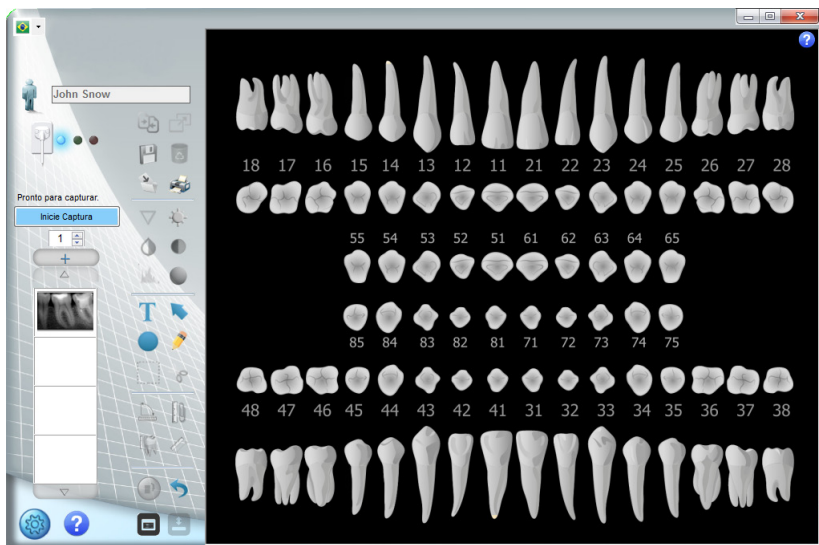 ?
John Snow
Pronto para capturar.
Inicie Captura
1
+
T
?
18 17 16 15 14 13 12 11 21 22 23 24 25 26 27 28
55 54 53 52 51 61 62 63 64 65
85 84 83 82 81 71 72 73 74 75
48 47 46 45 44 43 42 41 31 32 33 34 35 36 37 38